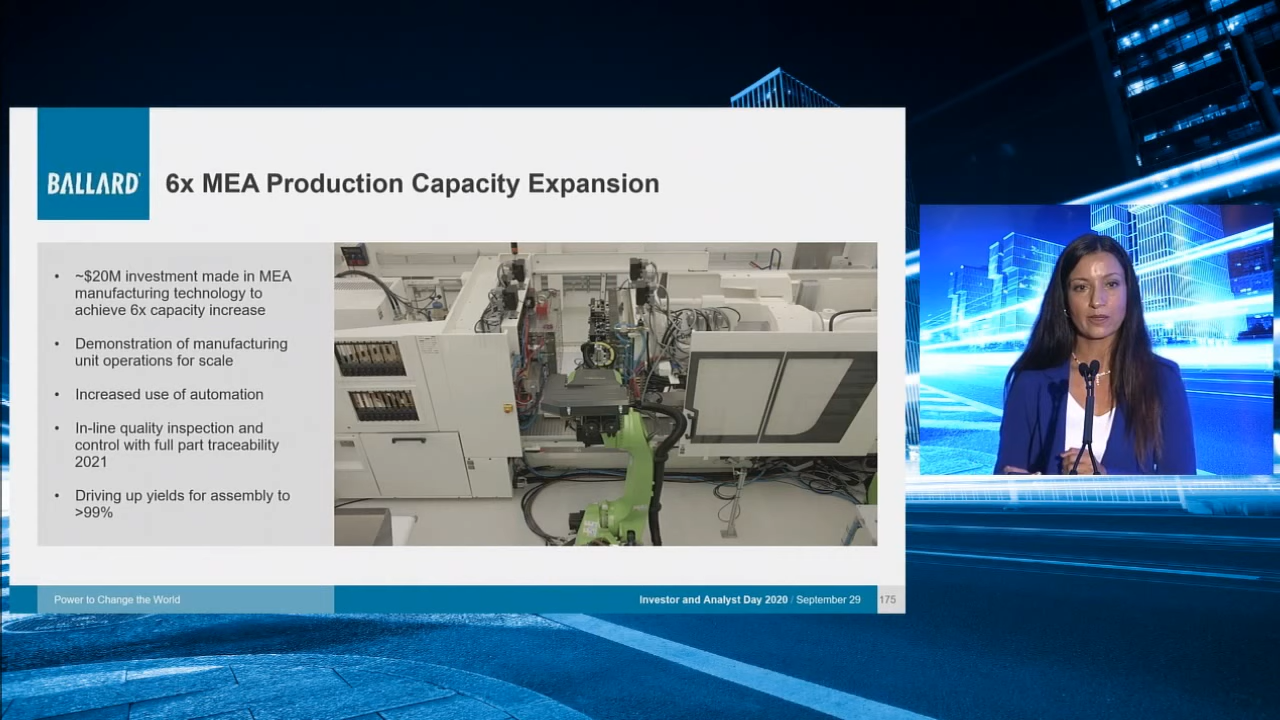 BALLARD
6x MEA Production Capacity Expansion
• ~$20M investment made in MEA
manufacturing technology to
achieve 6x capacity increase
• Demonstration of manufacturing
unit operations for scale
• Increased use of automation
• In-line quality inspection and
control with full part traceability
2021
• Driving up yields for assembly to
>99%
Power to Change the World
Investor and Analyst Day 2020 / September 29
175